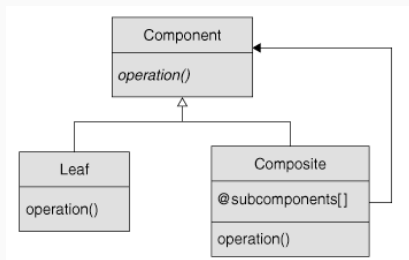 Component
operation()
Leaf
operation()
Composite
@subcomponents[]
operation()